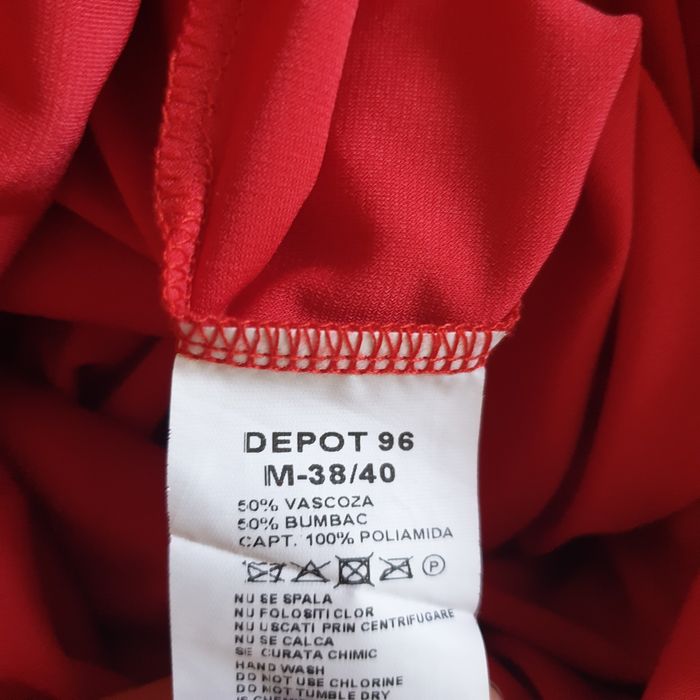 DEPOT 96
M-38/40
50% VASCOZA
50% BUMBAC
CAPT. 100% POLIAMIDA
P
NU SE SPALA
NU FOLOSITI CLOR
NU USCATI PRIN CENTRIFUGARE
NU SE CALCA
SE CURATA CHIMIC
HAND WASH
DO NOT USE CHLORINE
DO NOT TUMBLE DRY